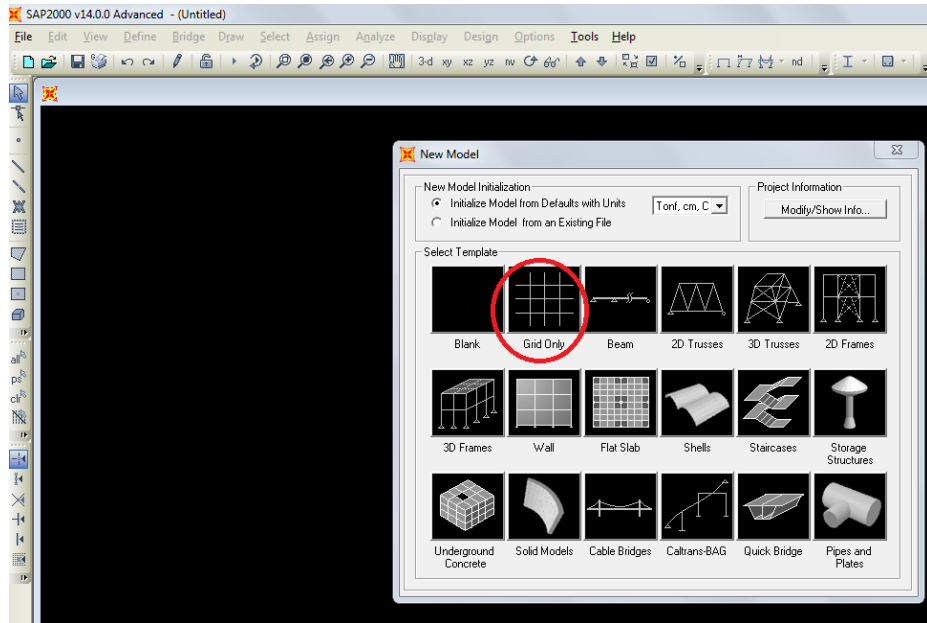 SAP2000 v14.0.0 Advanced - (Untitled)
File Edit View Define Bridge Draw Select Assign Analyze Display Design Options Tools Help
3-d xy xz yz nv nd
New Model
New Model Initialization
Project Information
Initialize Model from Defaults with Units
Tonf, cm, C
Modify/Show Info...
Initialize Model from an Existing File
Select Template
Blank Grid Only Beam 2D Trusses 3D Trusses 2D Frames
all
ps
clr
3D Frames Wall Flat Slab Shells Staircases Storage
Structures
Underground Solid Models Cable Bridges Caltrans-BAG Quick Bridge Pipes and
Concrete Plates